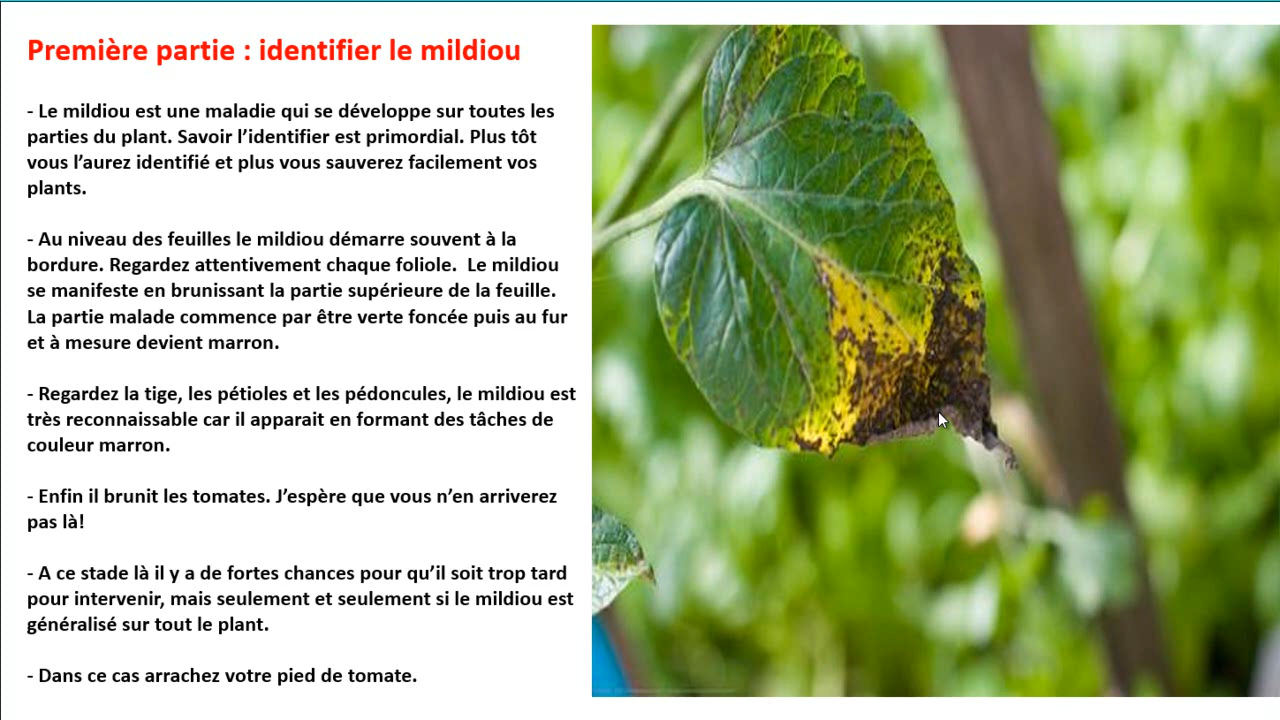 Première partie : identifier le mildiou
- Le mildiou est une maladie qui se développe sur toutes les
parties du plant. Savoir l’identifier est primordial. Plus tôt
vous l’aurez identifié et plus vous sauverez facilement vos
plants.
- Au niveau des feuilles le mildiou démarre souvent à la
bordure. Regardez attentivement chaque foliole.  Le mildiou
se manifeste en brunissant la partie supérieure de la feuille.
La partie malade commence par être verte foncée puis au fur
et à mesure devient marron.
- Regardez la tige, les pétioles et les pédoncules, le mildiou est
très reconnaissable car il apparait en formant des tâches de
couleur marron.
- Enfin il brunit les tomates. J’espère que vous n’en arriverez
pas là!
- A ce stade là il y a de fortes chances pour qu’il soit trop tard
pour intervenir, mais seulement et seulement si le mildiou est
généralisé sur tout le plant.
- Dans ce cas arrachez votre pied de tomate.